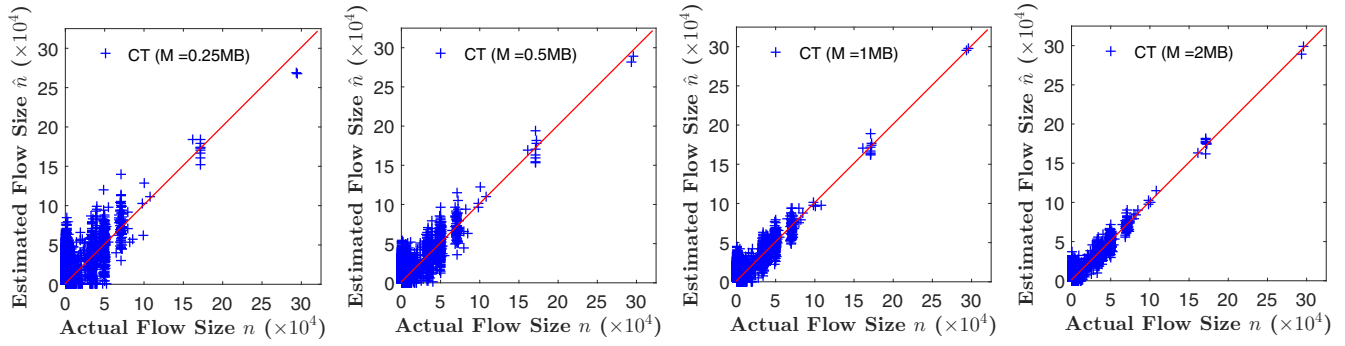 CT (M =0.25MB)
30
25
20
15
10
5
0
0 5 10 15 20 25 30
Estimated Flow Size n̂ (×10⁴)
Actual Flow Size n (×10⁴)
CT (M =0.5MB)
30
25
20
15
10
5
0
0 5 10 15 20 25 30
Estimated Flow Size n̂ (×10⁴)
Actual Flow Size n (×10⁴)
CT (M =1MB)
30
25
20
15
10
5
0
0 5 10 15 20 25 30
Estimated Flow Size n̂ (×10⁴)
Actual Flow Size n (×10⁴)
CT (M =2MB)
30
25
20
15
10
5
0
0 5 10 15 20 25 30
Estimated Flow Size n̂ (×10⁴)
Actual Flow Size n (×10⁴)